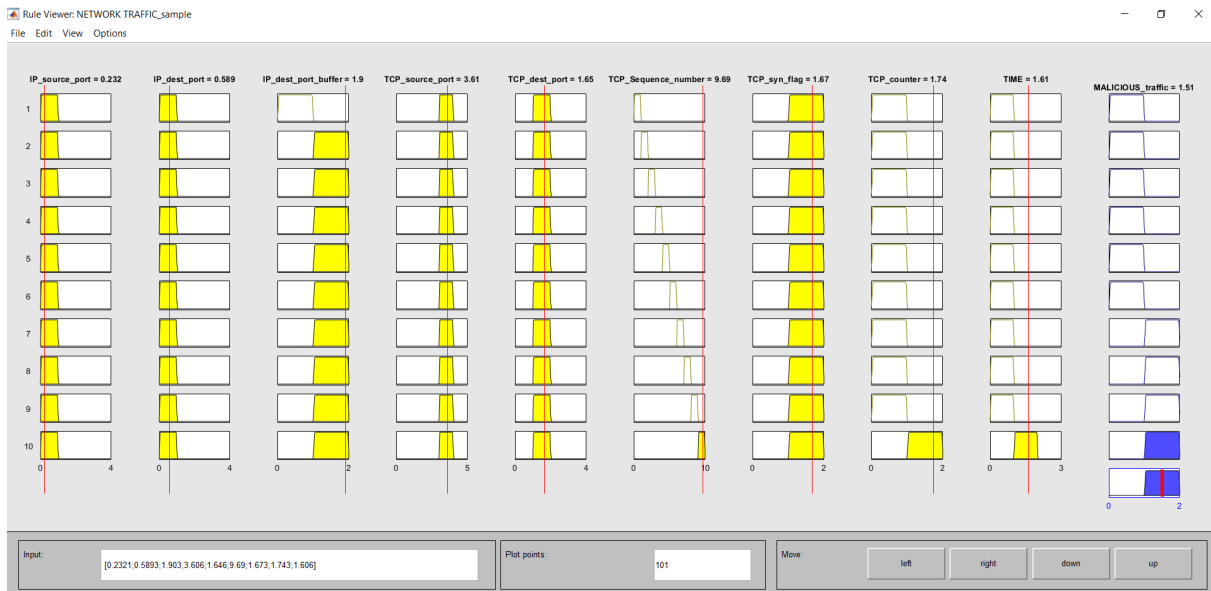 Rule Viewer: NETWORK TRAFFIC_sample
File Edit View Options
IP_source_port = 0.232 IP_dest_port = 0.589 IP_dest_port_buffer = 1.9 TCP_source_port = 3.61 TCP_dest_port = 1.65 TCP_Sequence_number = 9.69 TCP_syn_flag = 1.67 TCP_counter = 1.74 TIME = 1.61
MALICIOUS_traffic = 1.51
1
2
3
4
5
6
7
8
9
10
0 4 0 4 0 2 0 5 0 4 0 10 0 2 0 2 0 3
0 2
Input: Plot points: Move:
[0.2321;0.5893;1.903;3.606;1.646;9.69;1.673;1.743;1.606] 101 left right down up